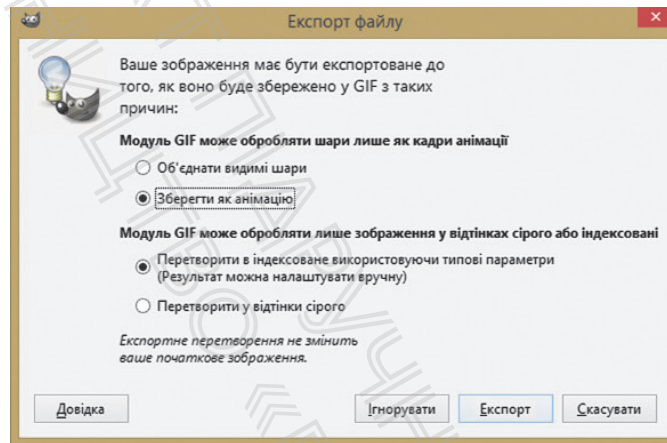 Експорт файлу
Ваше зображення має бути експортоване до
того, як воно буде збережено у GIF з таких
причин:
Модуль GIF може обробляти шари лише як кадри анімації
Об'єднати видимі шари
Зберегти як анімацію
Модуль GIF може обробляти лише зображення у відтінках сірого або індексовані
Перетворити в індексоване використовуючи типові параметри
(Результат можна налаштувати вручну)
Перетворити у відтінки сірого
Експортне перетворення не змінить
ваше початкове зображення.
Довідка Ігнорувати Експорт Скасувати